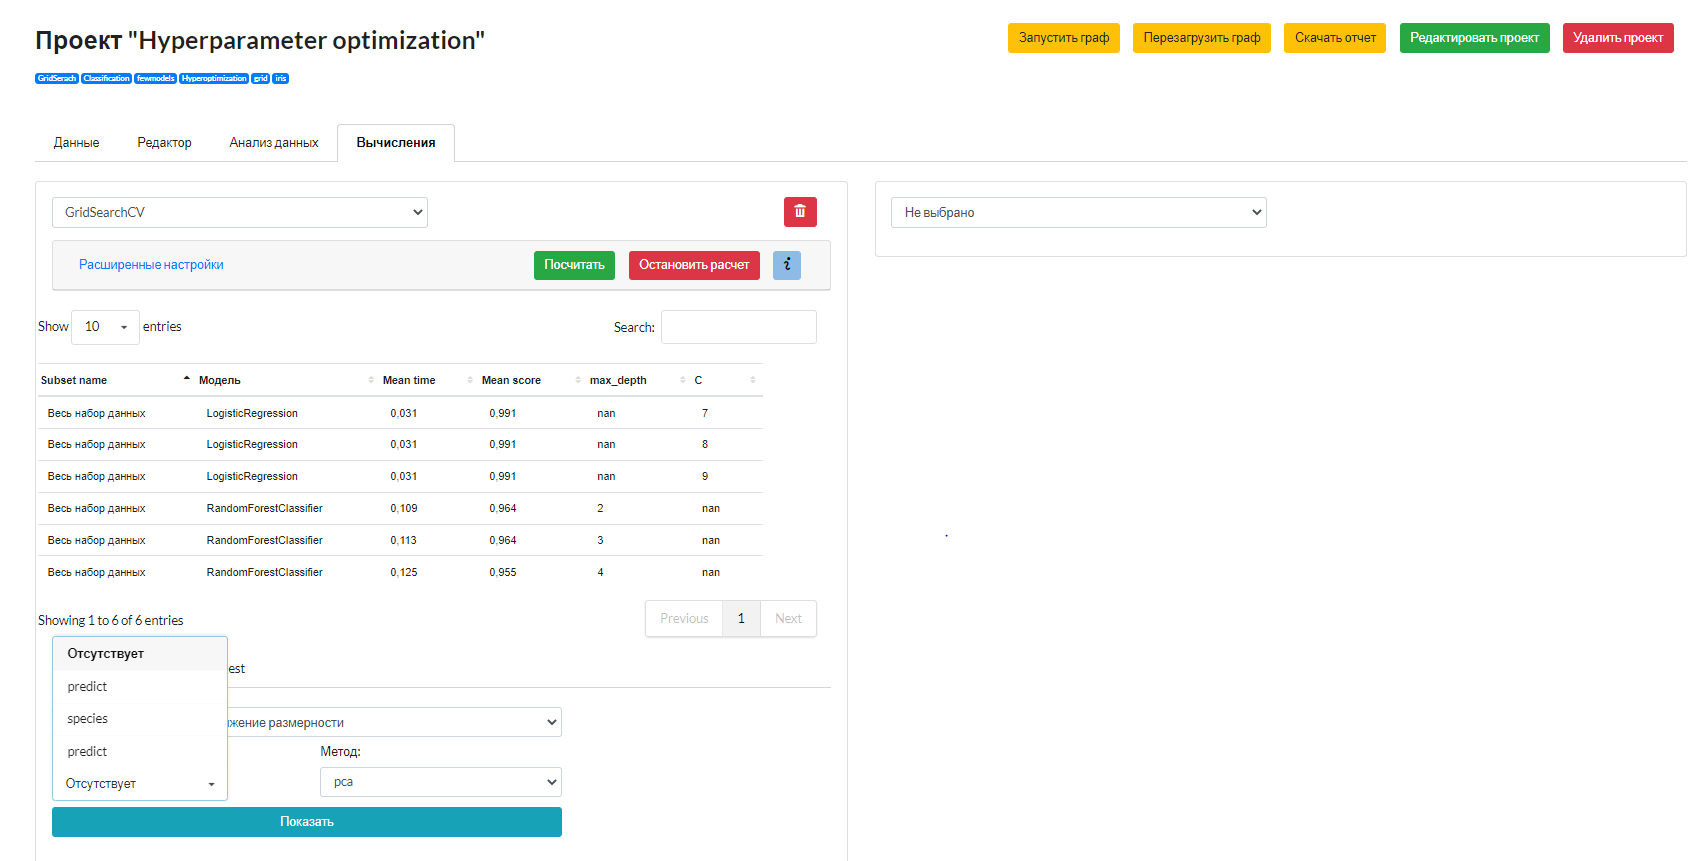 Проект "Hyperparameter optimization"
Запустить граф Перезагрузить граф Скачать отчет Редактировать проект Удалить проект
GridSerach Classification fewmodels Hyperoptimization grid iris
Данные Редактор Анализ данных Вычисления
GridSearchCV
Не выбрано
Расширенные настройки Посчитать Остановить расчет i
Show 10 entries Search:
Subset name Модель Mean time Mean score max_depth C
Весь набор данных LogisticRegression 0,031 0,991 nan 7
Весь набор данных LogisticRegression 0,031 0,991 nan 8
Весь набор данных LogisticRegression 0,031 0,991 nan 9
Весь набор данных RandomForestClassifier 0,109 0,964 2 nan
Весь набор данных RandomForestClassifier 0,113 0,964 3 nan
Весь набор данных RandomForestClassifier 0,125 0,955 4 nan
Showing 1 to 6 of 6 entries Previous 1 Next
Отсутствует
est
predict
species
жение размерности
predict
Метод:
Отсутствует
pca
Показать